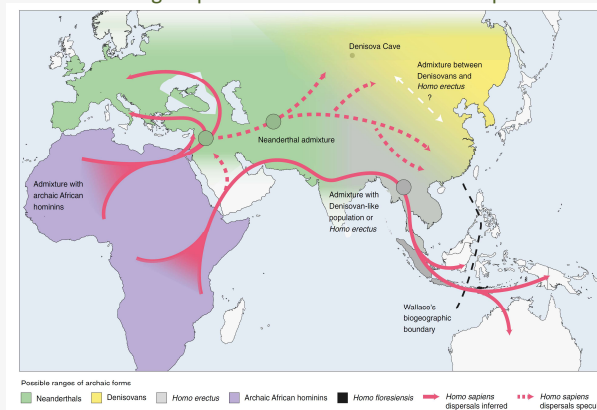 Denisova Cave
Admixture between
Denisovans and
Homo erectus
?
Neanderthal admixture
Admixture with
archaic African
hominins
Admixture with
Denisovan-like
population or
Homo erectus
Wallace's
biogeographic
boundary
Possible ranges of archaic forms
Neanderthals
Denisovans
Homo erectus
Archaic African hominins
Homo floresiensis
Homo sapiens
dispersals inferred
Homo sapiens
dispersals specu